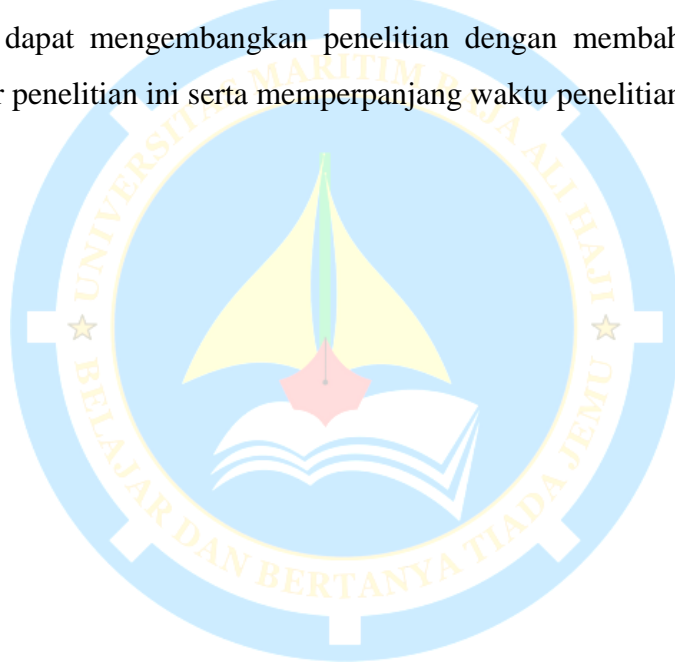 dapat mengembangkan penelitian dengan membah
r penelitian ini serta memperpanjang waktu penelitian
UNIVERSITAS MARITIM RAJA ALI HAJI
BELAJAR DAN BERTANYA TIADA JEMU